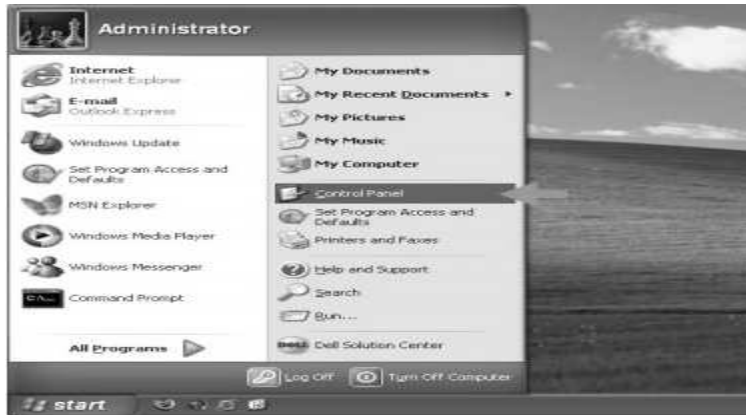 Administrator
Internet
Internet Explorer
E-mail
Outlook Express
Windows Update
Set Program Access and
Defaults
MSN Explorer
Windows Media Player
Windows Messenger
Command Prompt
All Programs
My Documents
My Recent Documents
My Pictures
My Music
My Computer
Control Panel
Set Program Access and
Defaults
Printers and Faxes
Help and Support
Search
Run...
DELL Dell Solution Center
Log Off Turn Off Computer
start